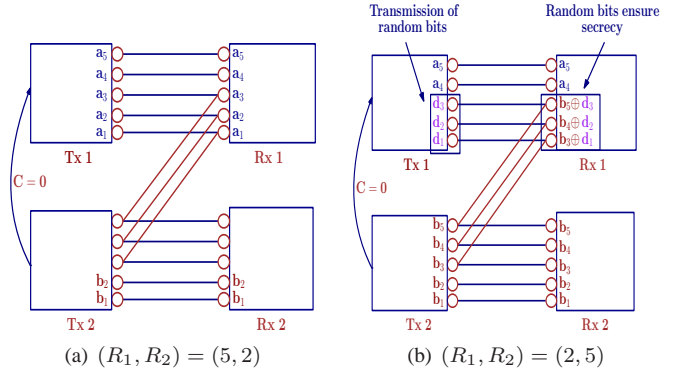 a₅
a₅
a₄
a₄
a₃
a₃
a₂
a₂
a₁
a₁
Tx 1
Rx 1
C = 0
b₂
b₂
b₁
b₁
Tx 2
Rx 2
(a) (R₁, R₂) = (5, 2)
Transmission of
random bits
Random bits ensure
secrecy
a₅
a₅
a₄
a₄
d₃
b₅⊕d₃
d₂
b₄⊕d₂
d₁
b₃⊕d₁
Tx 1
Rx 1
C = 0
b₅
b₅
b₄
b₄
b₃
b₃
b₂
b₂
b₁
b₁
Tx 2
Rx 2
(b) (R₁, R₂) = (2, 5)